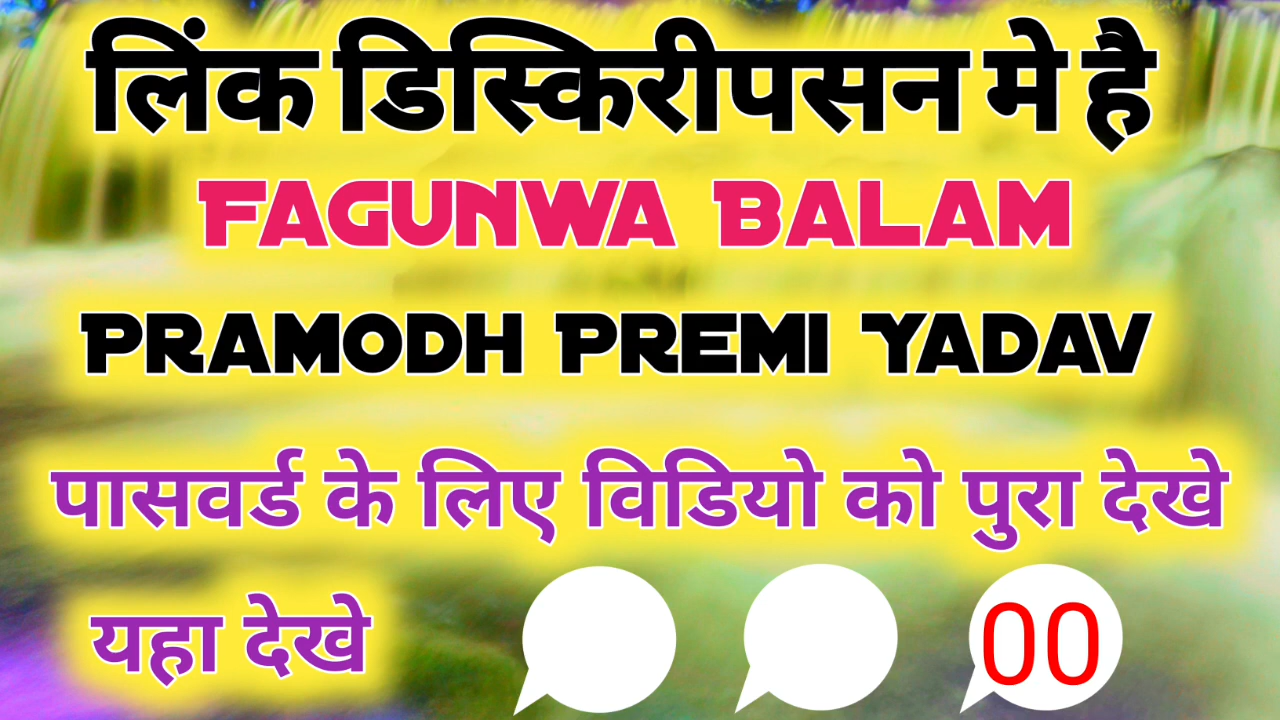 लिंक डिस्किरीपसन मे है
FAGUNWA BALAM
PRAMODH PREMI YADAV
पासवर्ड के लिए विडियो को पुरा देखे
यहा देखे 00